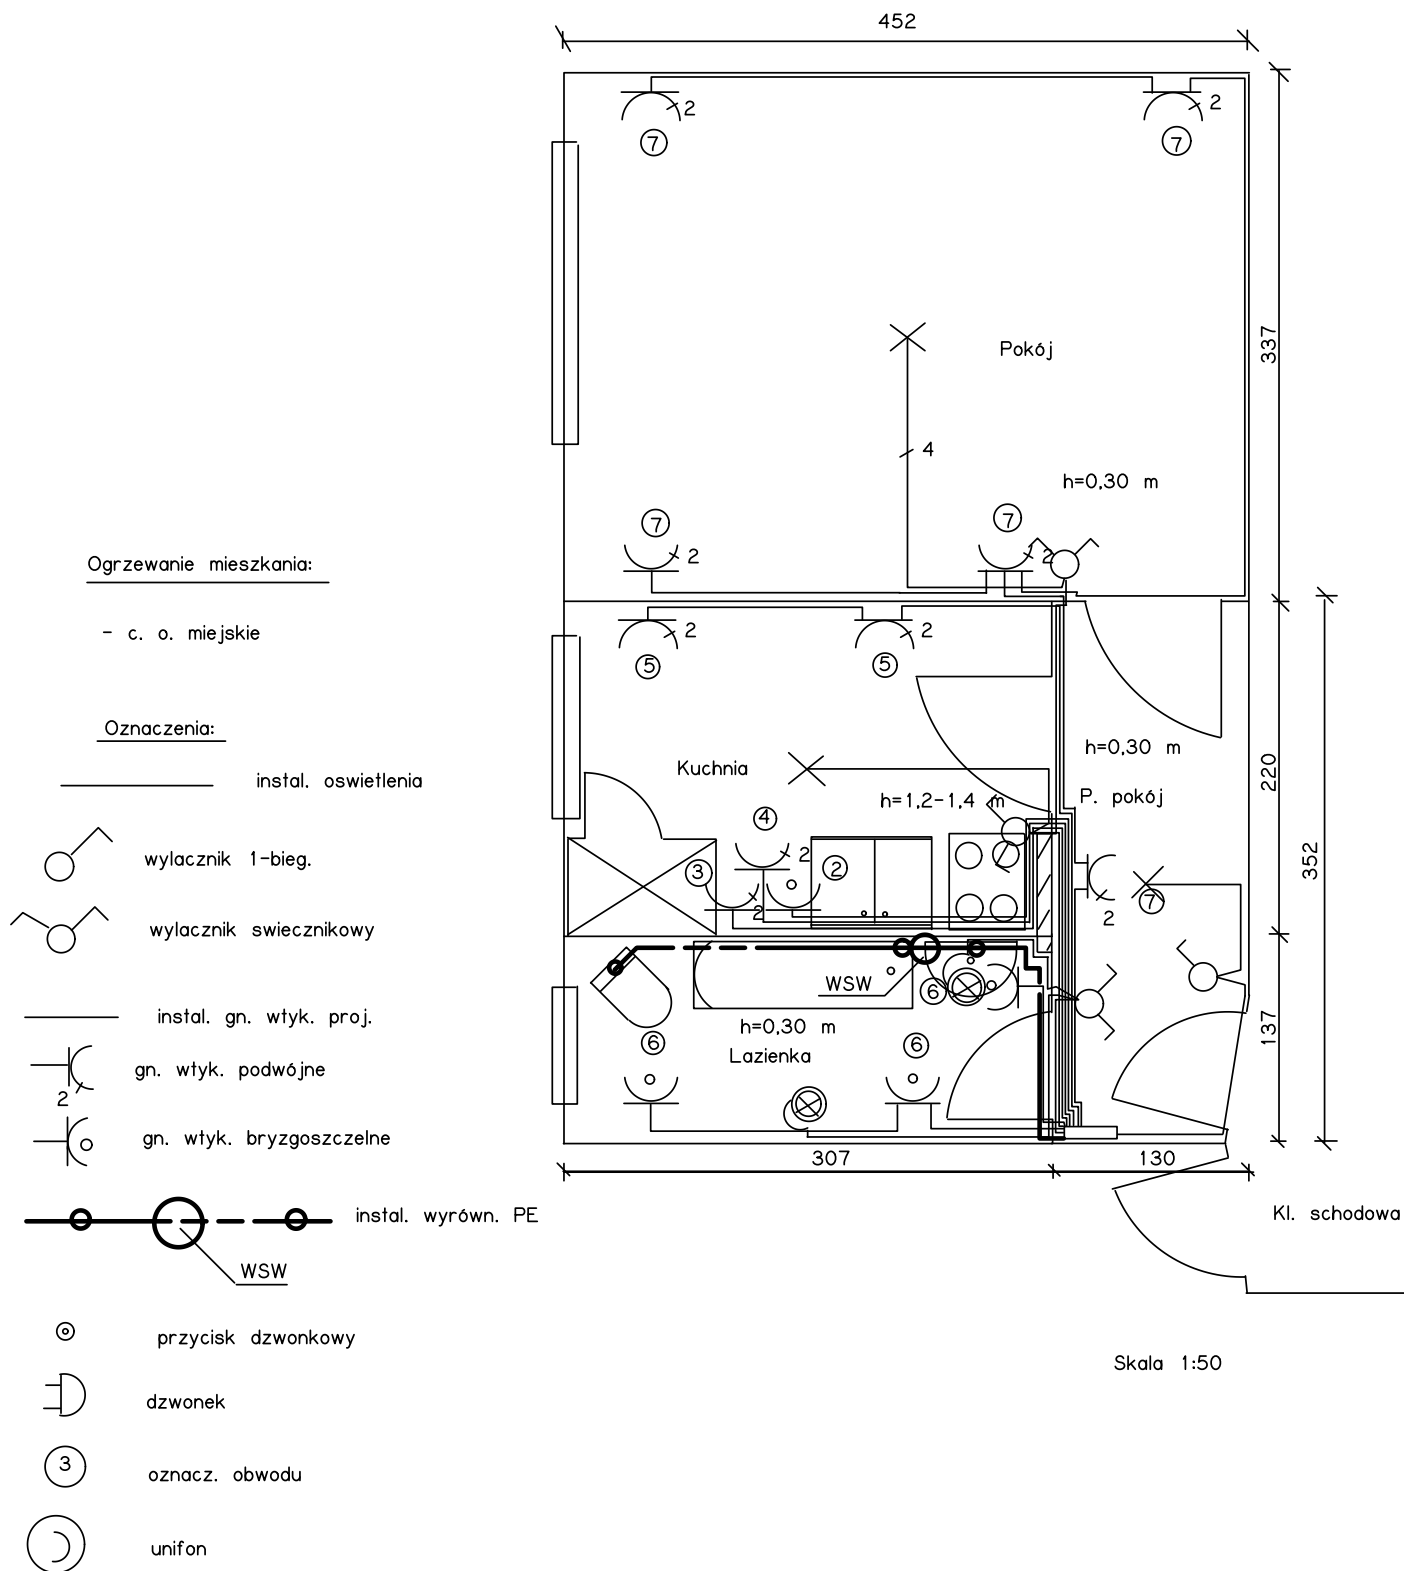 452
2
2
7
7
337
Pokój
4
h=0,30 m
7
7
2
2
Ogrzewanie mieszkania:
- c. o. miejskie
2
2
5
5
Oznaczenia:
instal. oswietlenia
h=0,30 m
Kuchnia
220
h=1,2-1,4 m
P. pokój
4
wylacznik 1-bieg.
2
3
2
352
7
2
2
wylacznik swiecznikowy
WSW
6
instal. gn. wtyk. proj.
h=0,30 m
137
6
6
Lazienka
gn. wtyk. podwójne
2
gn. wtyk. bryzgoszczelne
307
130
instal. wyrówn. PE
Kl. schodowa
WSW
przycisk dzwonkowy
Skala 1:50
dzwonek
3
oznacz. obwodu
unifon